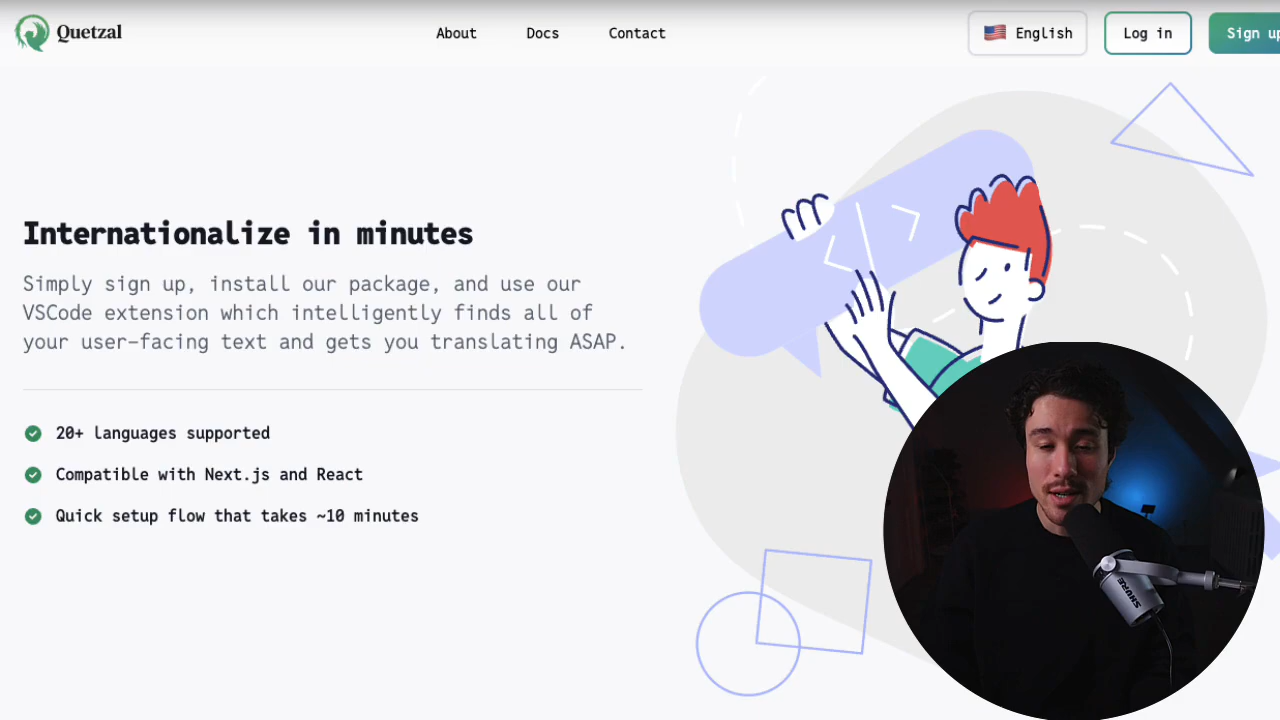 Quetzal
About
Docs
Contact
English
Log in
Sign up
Internationalize in minutes
Simply sign up, install our package, and use our
VSCode extension which intelligently finds all of
your user-facing text and gets you translating ASAP.
20+ languages supported
Compatible with Next.js and React
Quick setup flow that takes ~10 minutes
</>
SHURE